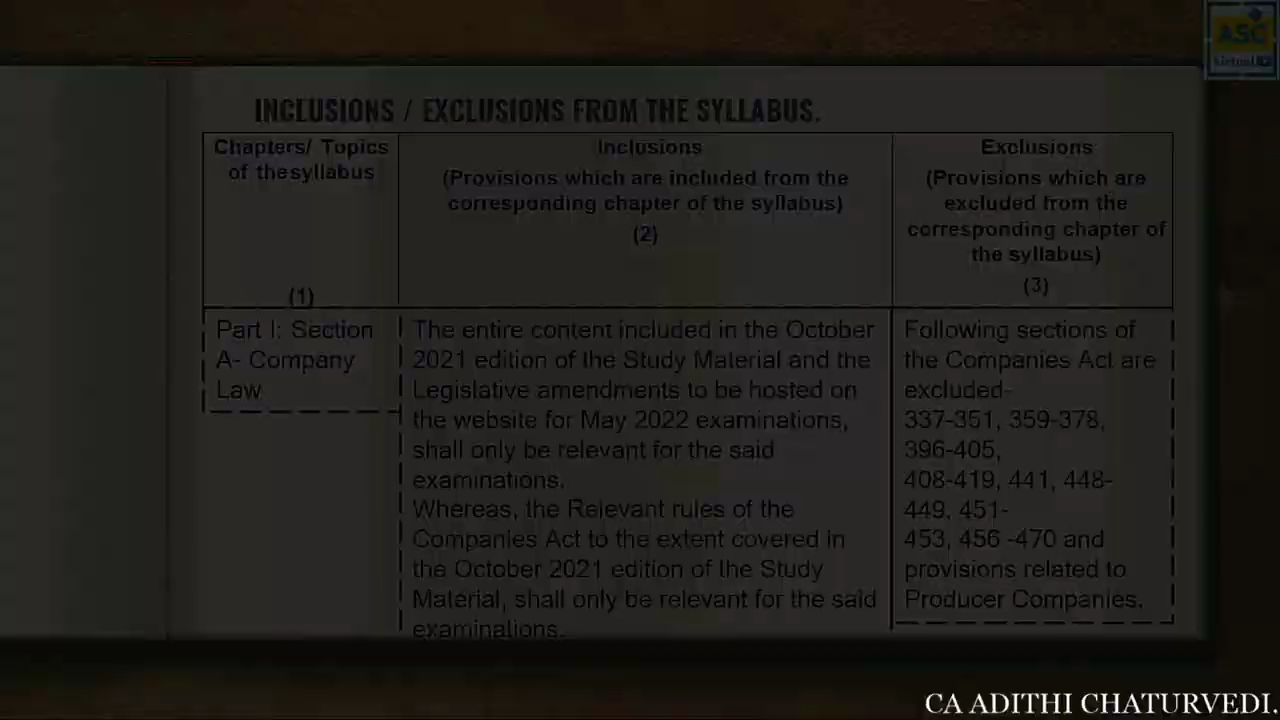 ASC
Virtual
INCLUSIONS / EXCLUSIONS FROM THE SYLLABUS.
Chapters/ Topics
of thesyllabus
(1)
Inclusions
(Provisions which are included from the
corresponding chapter of the syllabus)
(2)
Exclusions
(Provisions which are
excluded from the
corresponding chapter of
the syllabus)
(3)
Part I: Section
A- Company
Law
The entire content included in the October
2021 edition of the Study Material and the
Legislative amendments to be hosted on
the website for May 2022 examinations,
shall only be relevant for the said
examinations.
Whereas, the Relevant rules of the
Companies Act to the extent covered in
the October 2021 edition of the Study
Material, shall only be relevant for the said
examinations.
Following sections of
the Companies Act are
excluded-
337-351, 359-378,
396-405,
408-419, 441, 448-
449, 451-
453, 456 -470 and
provisions related to
Producer Companies.
CA ADITHI CHATURVEDI.